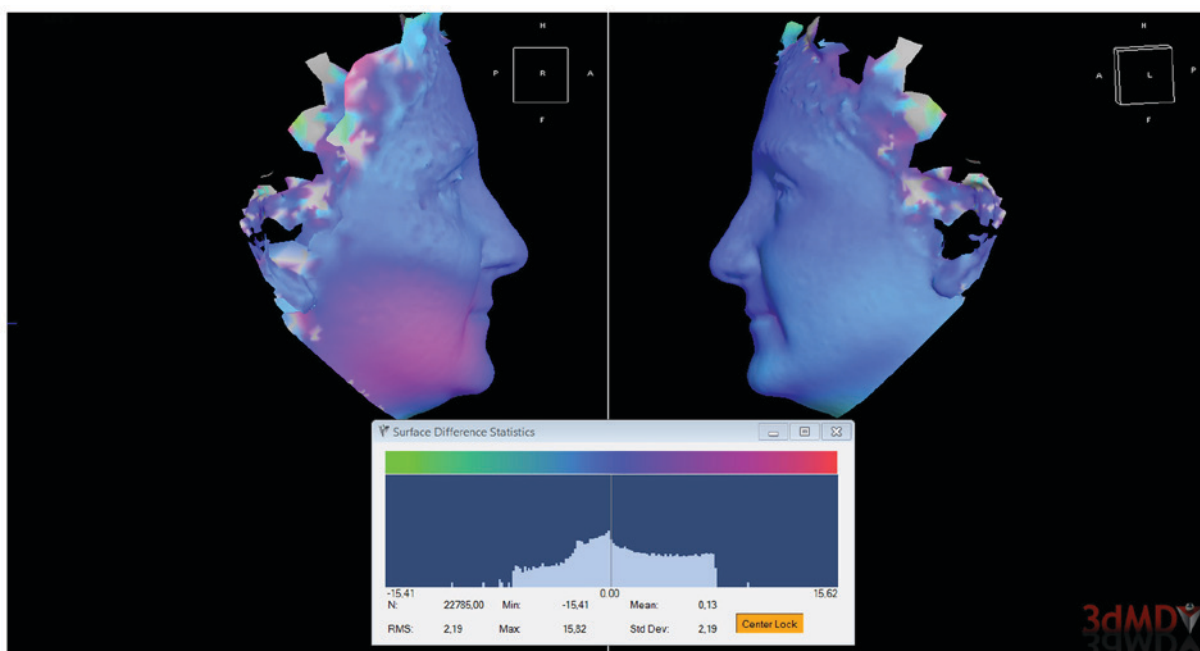 H
P R A
F
H
A L P
F
Surface Difference Statistics
-15.41 0.00 15.62
N: 22785,00 Min: -15,41 Mean: 0,13
RMS: 2,19 Max: 15,82 Std Dev: 2,19 Center Lock
3dMD